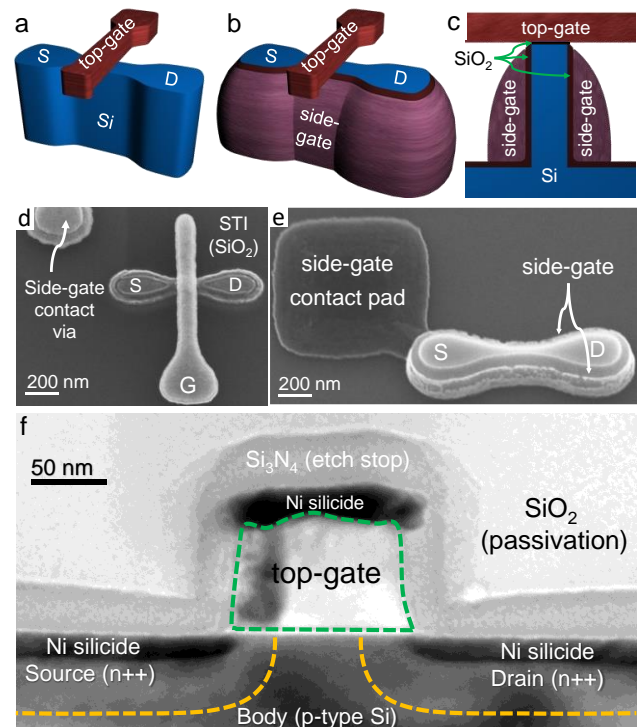 a
S
top-gate
D
Si
b
S
top-gate
D
side-
gate
c
top-gate
SiO2
side-gate
side-gate
Si
d
STI
(SiO2)
S
D
Side-gate
contact
via
G
200 nm
e
side-gate
contact pad
side-gate
S
D
200 nm
f
50 nm
Si3N4 (etch stop)
Ni silicide
SiO2
(passivation)
top-gate
Ni silicide
Source (n++)
Ni silicide
Drain (n++)
Body (p-type Si)